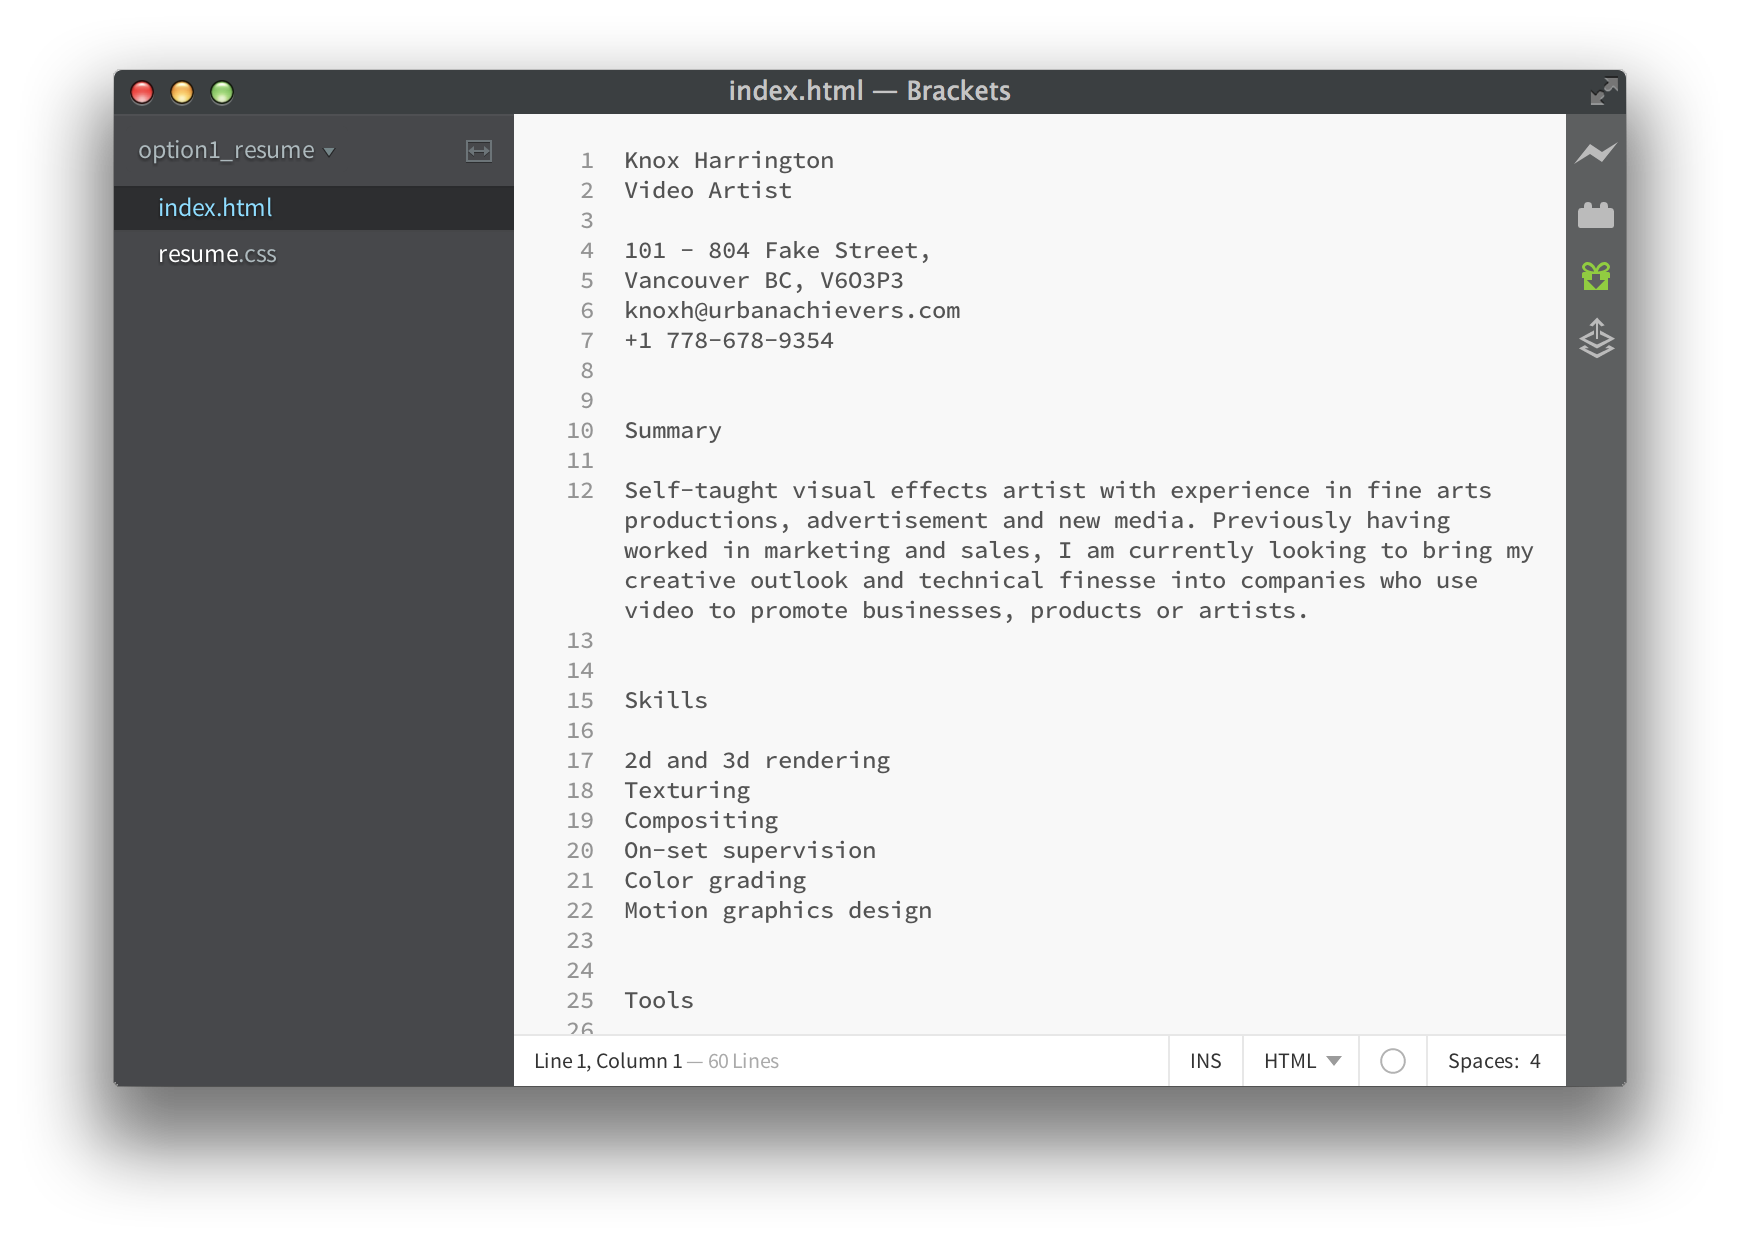 index.html — Brackets
option1_resume
index.html
resume.css
1 Knox Harrington
2 Video Artist
3
4 101 - 804 Fake Street,
5 Vancouver BC, V6O3P3
6 knoxh@urbanachievers.com
7 +1 778-678-9354
8
9
10 Summary
11
12 Self-taught visual effects artist with experience in fine arts
productions, advertisement and new media. Previously having
worked in marketing and sales, I am currently looking to bring my
creative outlook and technical finesse into companies who use
video to promote businesses, products or artists.
13
14
15 Skills
16
17 2d and 3d rendering
18 Texturing
19 Compositing
20 On-set supervision
21 Color grading
22 Motion graphics design
23
24
25 Tools
26
Line 1, Column 1 — 60 Lines
INS
HTML
Spaces: 4